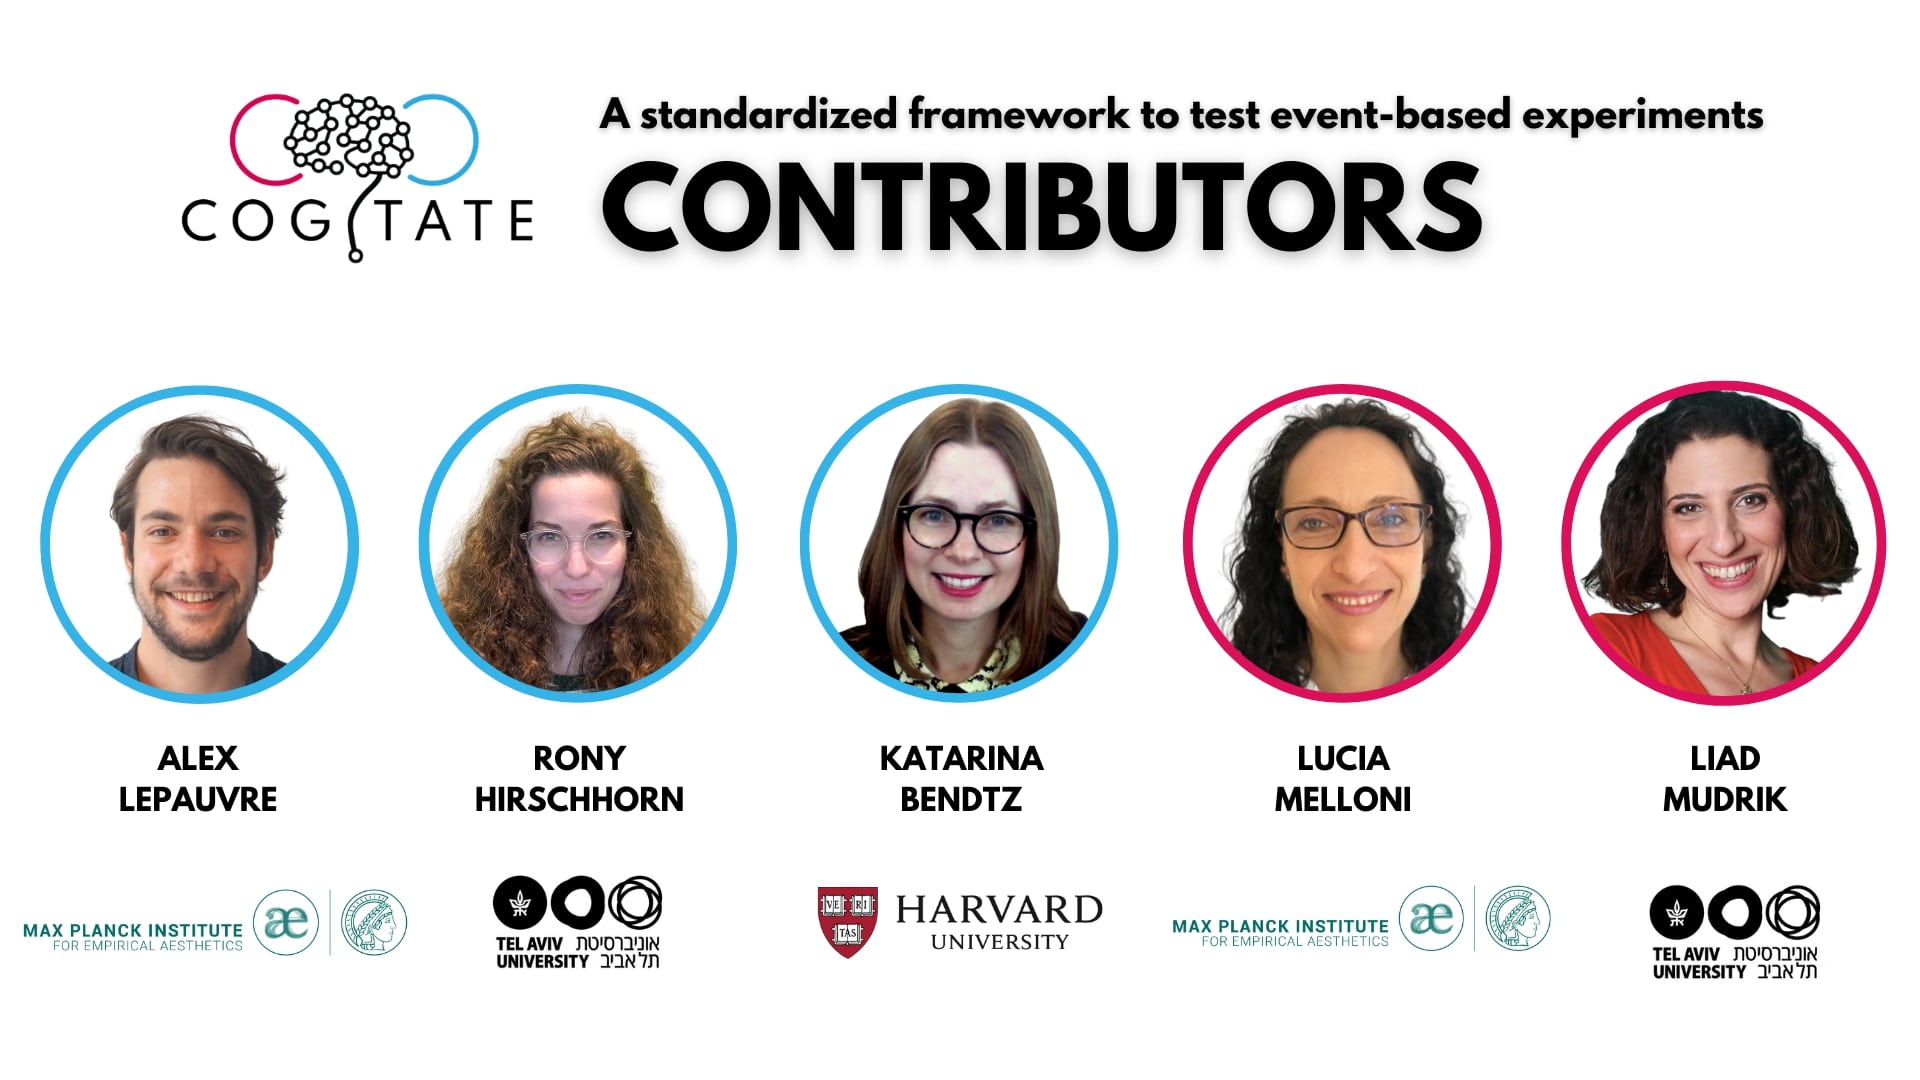 A standardized framework to test event-based experiments
COGITATE
CONTRIBUTORS
ALEX
LEPAUVRE
RONY
HIRSCHHORN
KATARINA
BENDTZ
LUCIA
MELLONI
LIAD
MUDRIK
MAX PLANCK INSTITUTE
FOR EMPIRICAL AESTHETICS
æ
TEL AVIV אוניברסיטת
UNIVERSITY תל אביב
VE RI
TAS
HARVARD
UNIVERSITY
MAX PLANCK INSTITUTE
FOR EMPIRICAL AESTHETICS
æ
TEL AVIV אוניברסיטת
UNIVERSITY תל אביב